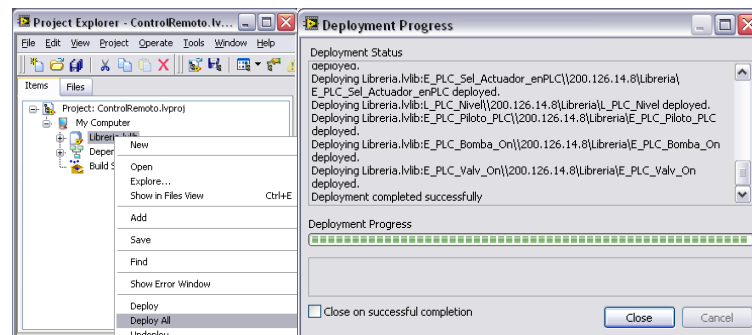 Project Explorer - ControlRemoto.lv...
File Edit View Project Operate Tools Window Help
Items Files
Project: ControlRemoto.lvproj
My Computer
Libreria.lvlib
Depen
Build S
New
Open
Explore...
Show in Files View Ctrl+E
Add
Save
Find
Show Error Window
Deploy
Deploy All
Undeploy
Deployment Progress
Deployment Status
deployed.
Deploying Libreria.lvlib:E_PLC_Sel_Actuador_enPLC\\200.126.14.8\Libreria\
E_PLC_Sel_Actuador_enPLC deployed.
Deploying Libreria.lvlib:L_PLC_Nivel\\200.126.14.8\Libreria\L_PLC_Nivel deployed.
Deploying Libreria.lvlib:E_PLC_Piloto_PLC\\200.126.14.8\Libreria\E_PLC_Piloto_PLC
deployed.
Deploying Libreria.lvlib:E_PLC_Bomba_On\\200.126.14.8\Libreria\E_PLC_Bomba_On
deployed.
Deploying Libreria.lvlib:E_PLC_Valv_On\\200.126.14.8\Libreria\E_PLC_Valv_On
deployed.
Deployment completed successfully
Deployment Progress
Close on successful completion
Close Cancel